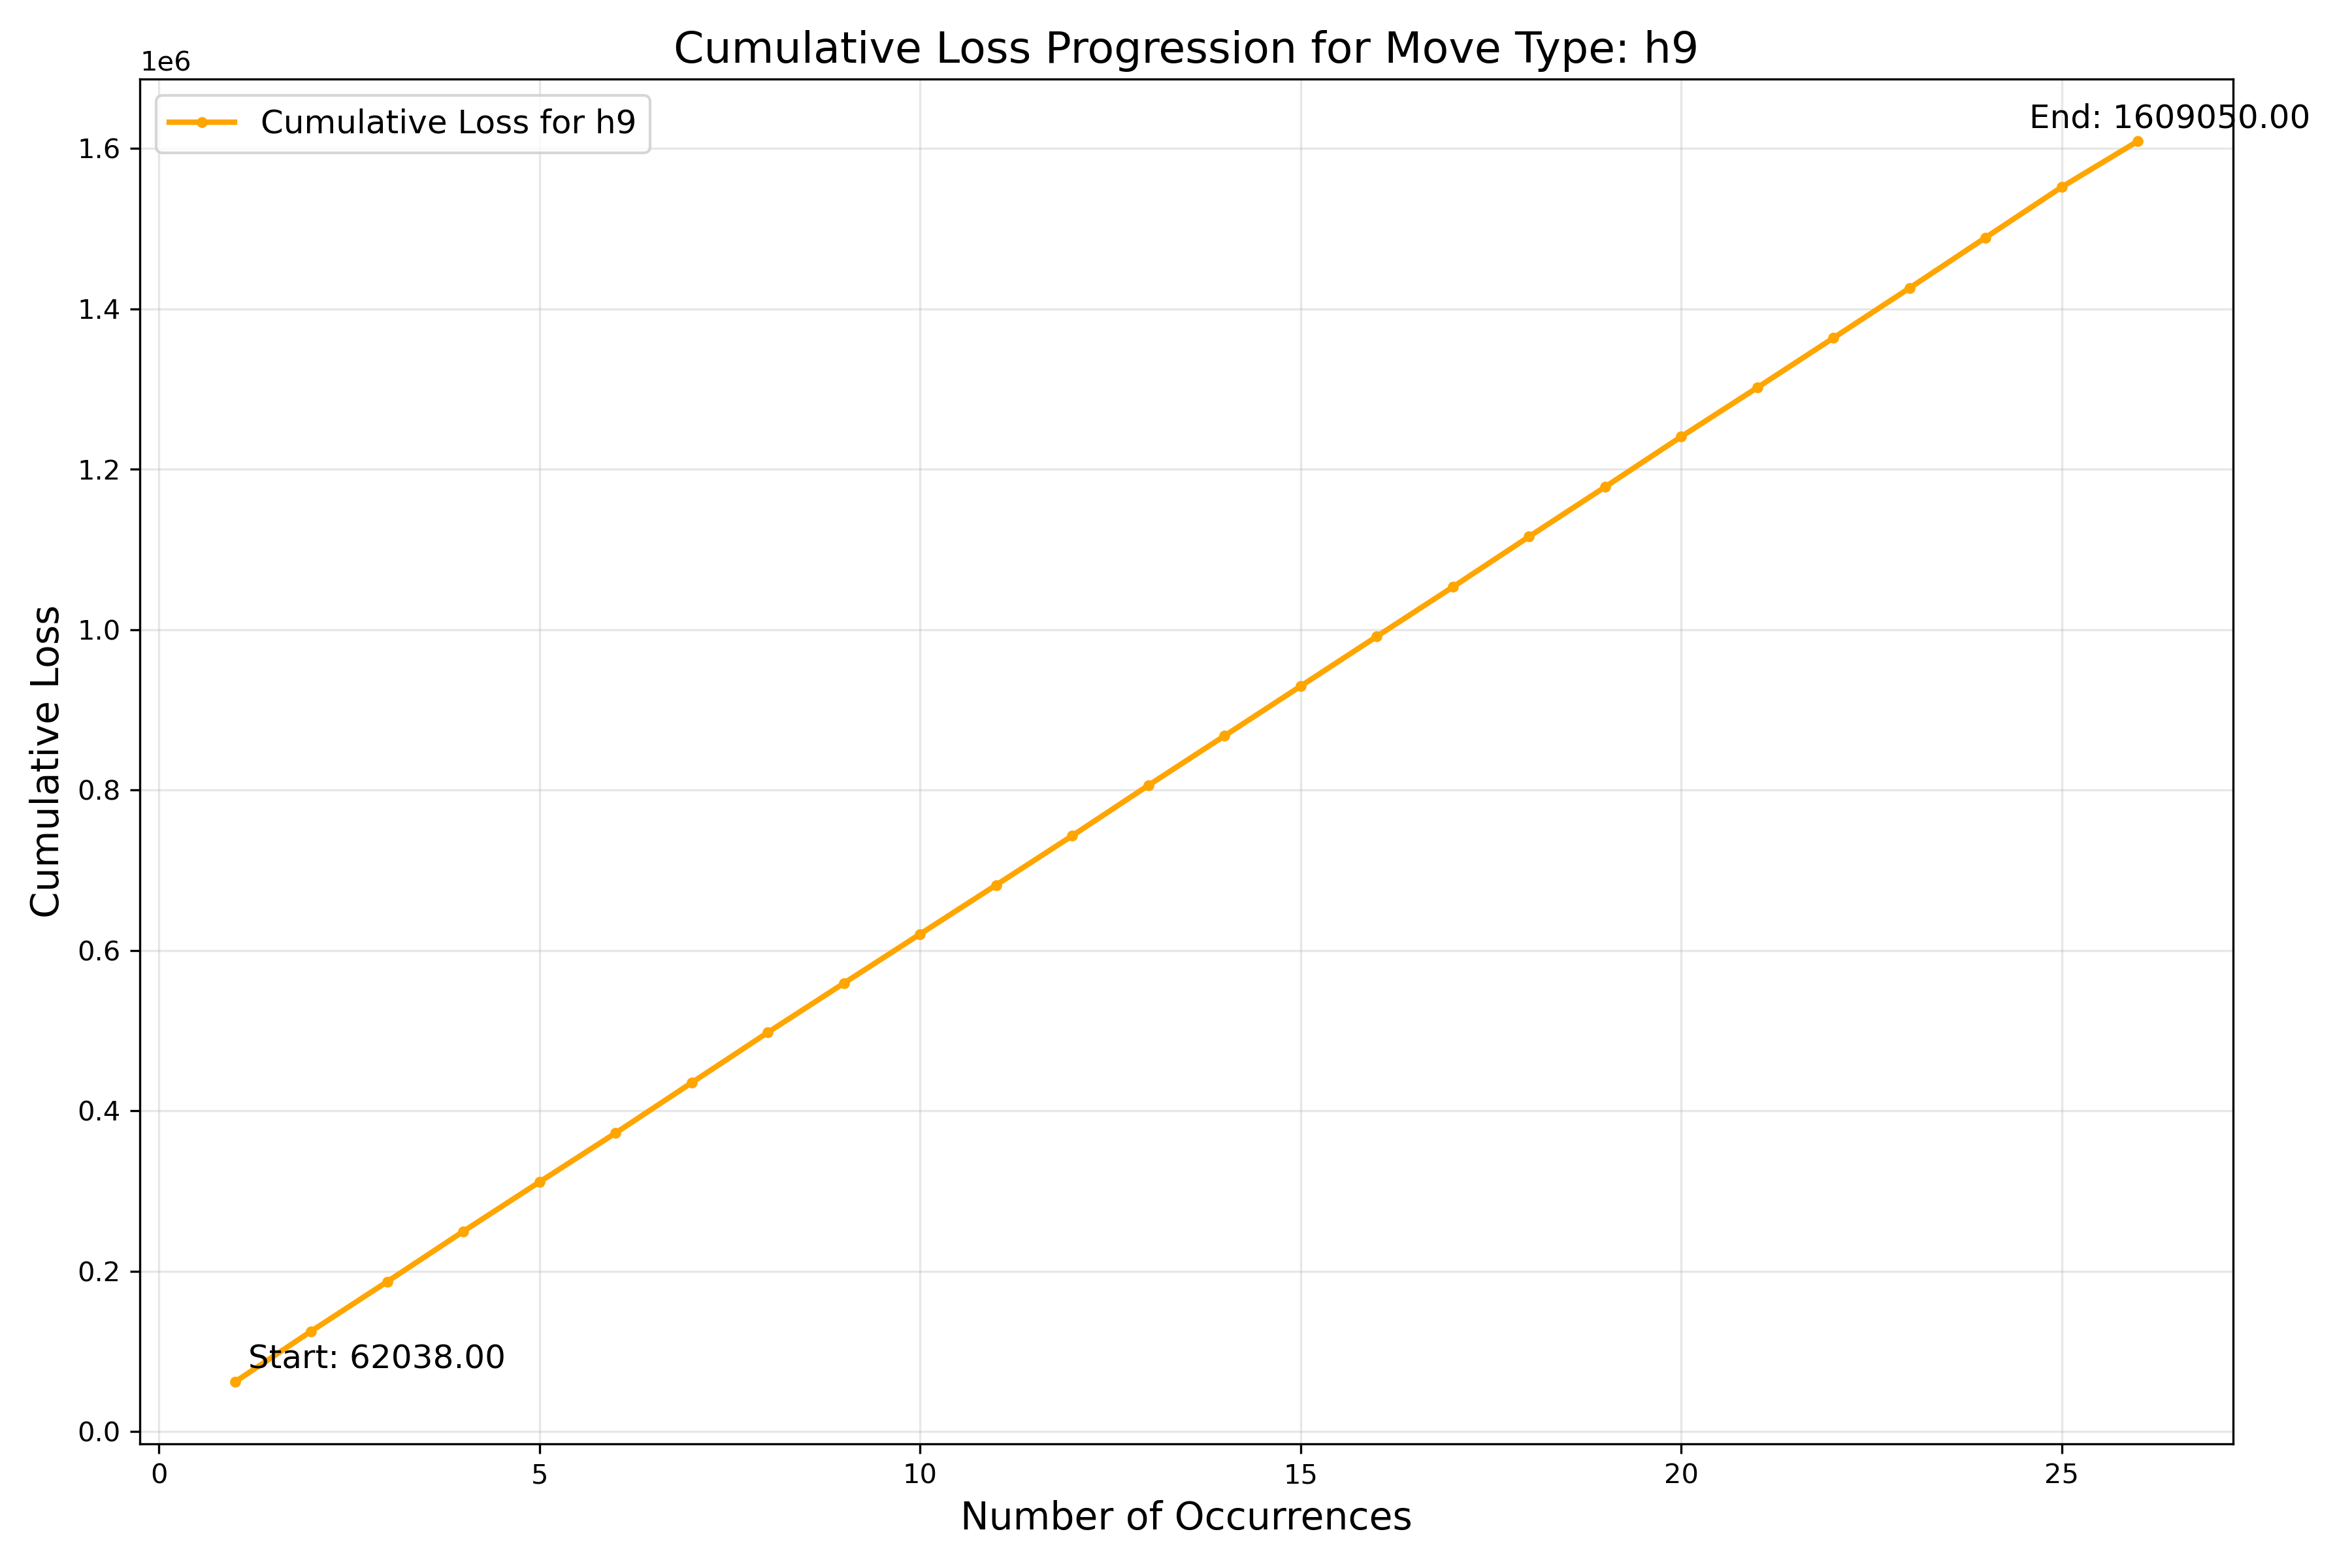 Cumulative Loss Progression for Move Type: h9
1e6
Cumulative Loss for h9
End: 1609050.00
1.6
1.4
1.2
1.0
0.8
0.6
0.4
0.2
0.0
Cumulative Loss
Start: 62038.00
0 5 10 15 20 25
Number of Occurrences